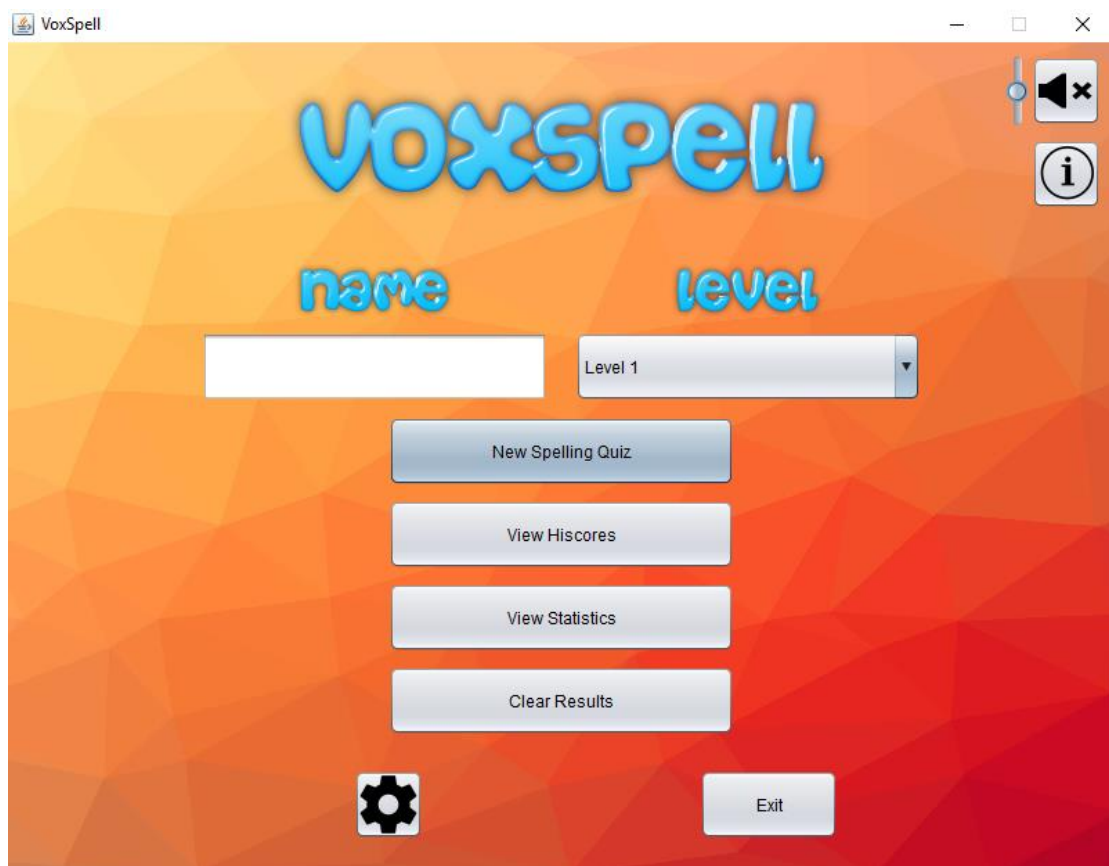 VoxSpell
voxspell
name
level
Level 1
New Spelling Quiz
View Hiscores
View Statistics
Clear Results
Exit